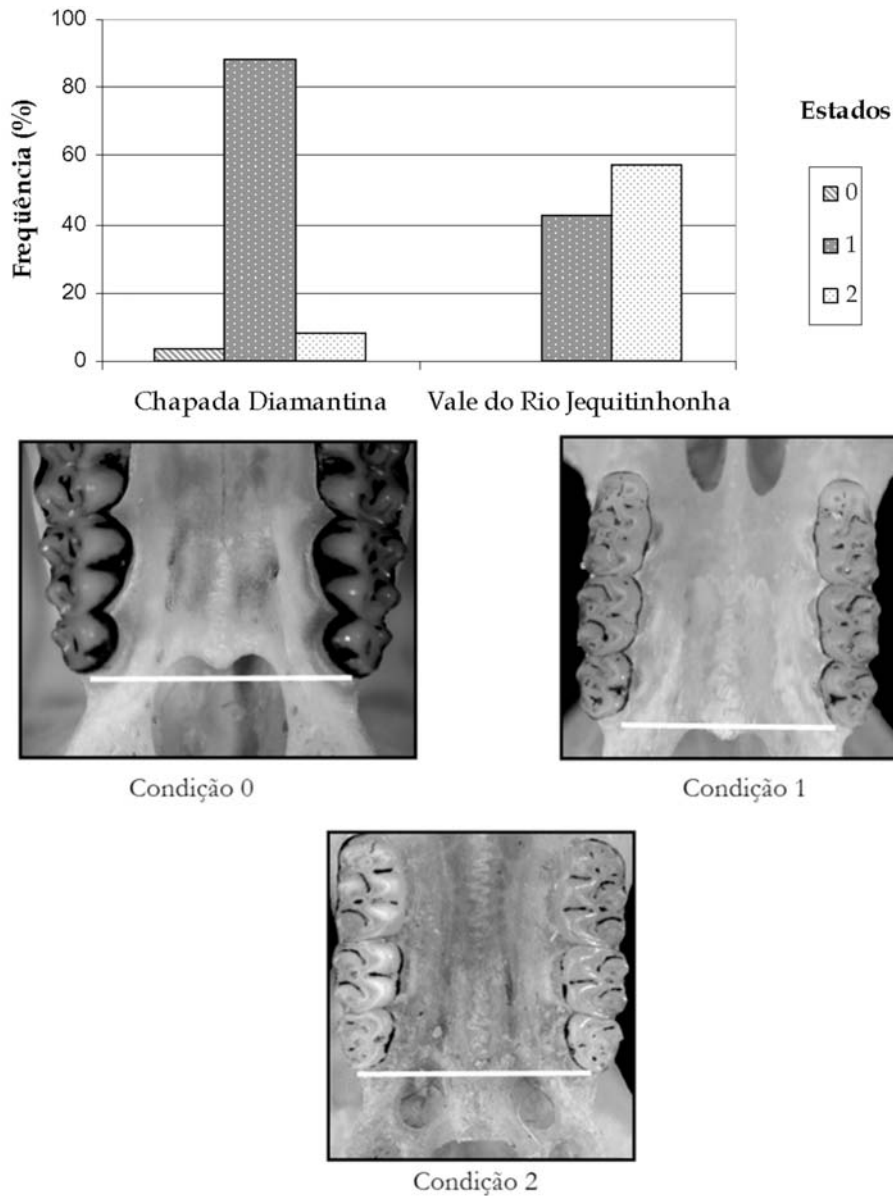 100
80
60
40
20
0
Freqüência (%)
Chapada Diamantina
Vale do Rio Jequitinhonha
Estados
0
1
2
Condição 0
Condição 1
Condição 2